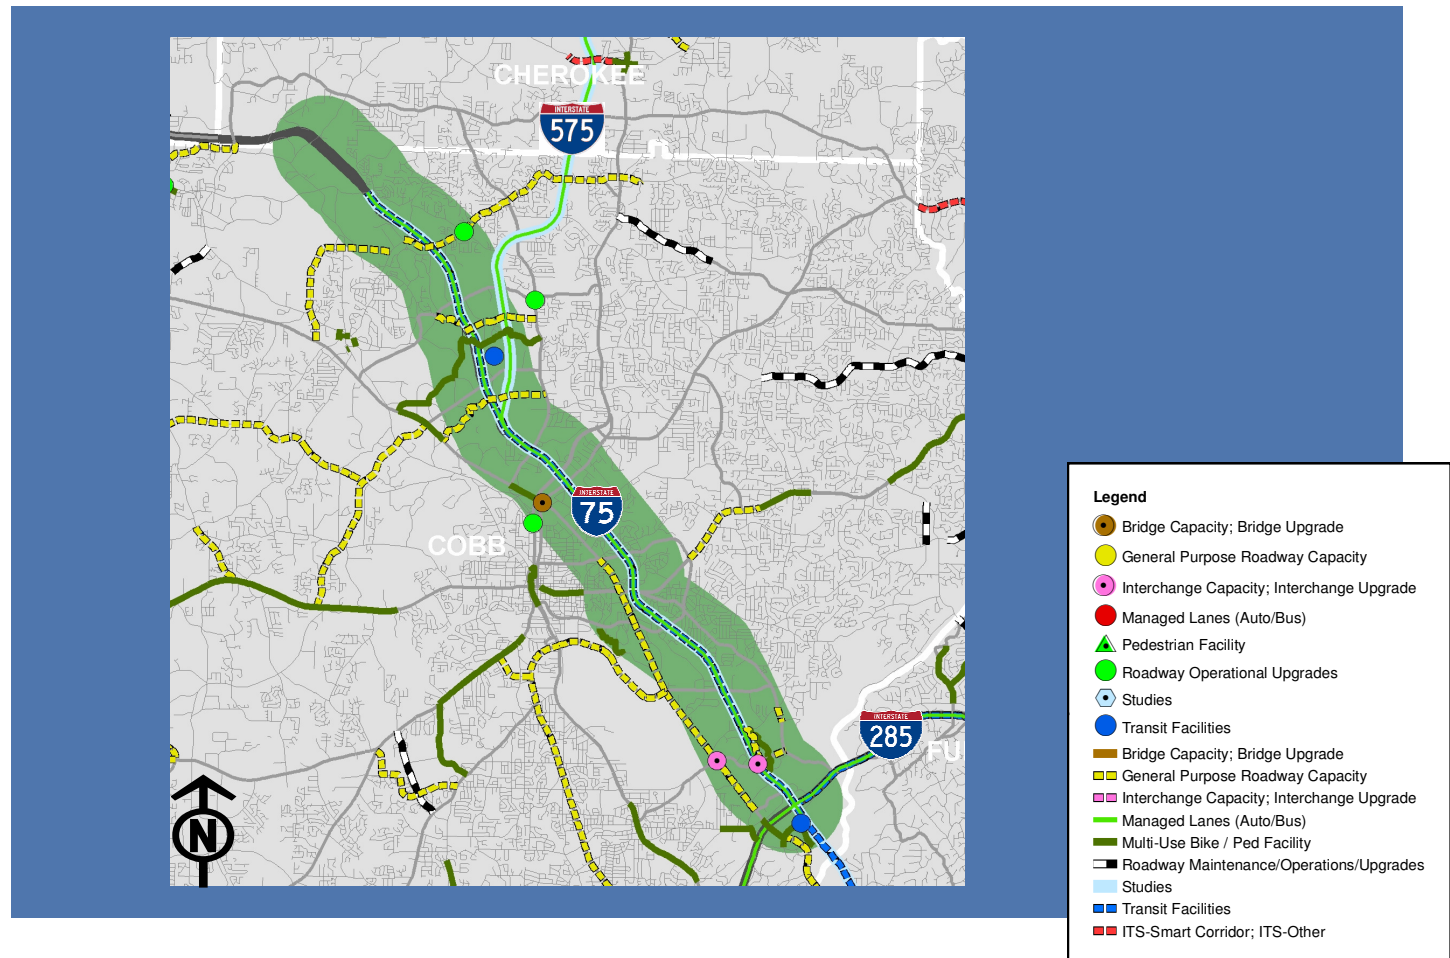 CHEROKEE
INTERSTATE
575
INTERSTATE
75
COBB
INTERSTATE
285
FU
N
Legend
Bridge Capacity; Bridge Upgrade
General Purpose Roadway Capacity
Interchange Capacity; Interchange Upgrade
Managed Lanes (Auto/Bus)
Pedestrian Facility
Roadway Operational Upgrades
Studies
Transit Facilities
Bridge Capacity; Bridge Upgrade
General Purpose Roadway Capacity
Interchange Capacity; Interchange Upgrade
Managed Lanes (Auto/Bus)
Multi-Use Bike / Ped Facility
Roadway Maintenance/Operations/Upgrades
Studies
Transit Facilities
ITS-Smart Corridor; ITS-Other